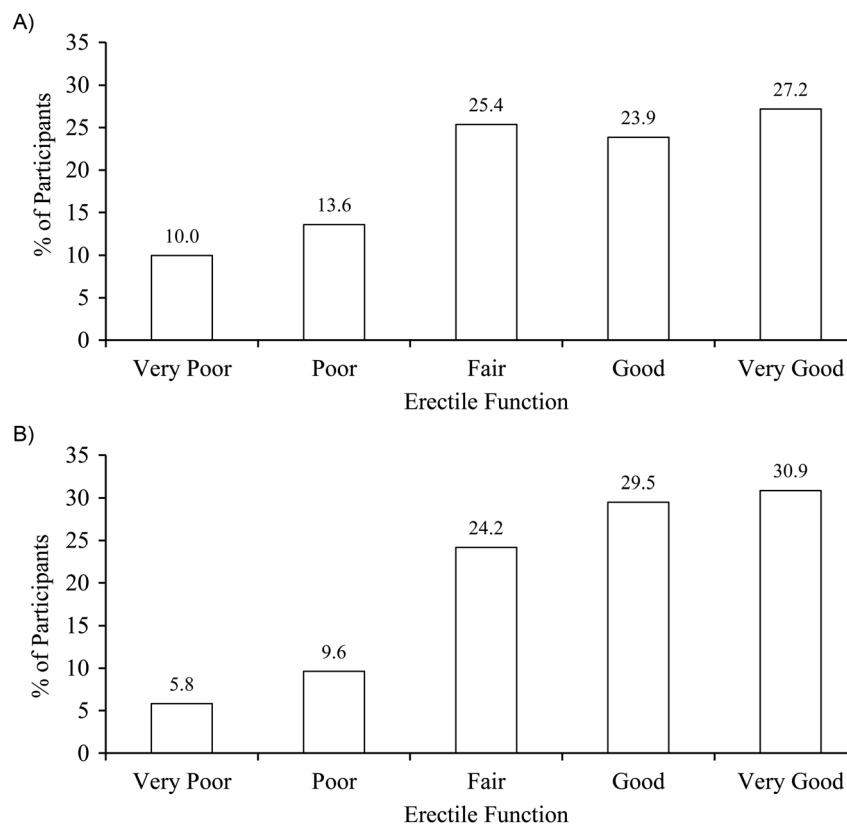 A)
% of Participants
35
30
25
20
15
10
5
0
10.0
13.6
25.4
23.9
27.2
Very Poor
Poor
Fair
Good
Very Good
Erectile Function
B)
% of Participants
35
30
25
20
15
10
5
0
5.8
9.6
24.2
29.5
30.9
Very Poor
Poor
Fair
Good
Very Good
Erectile Function